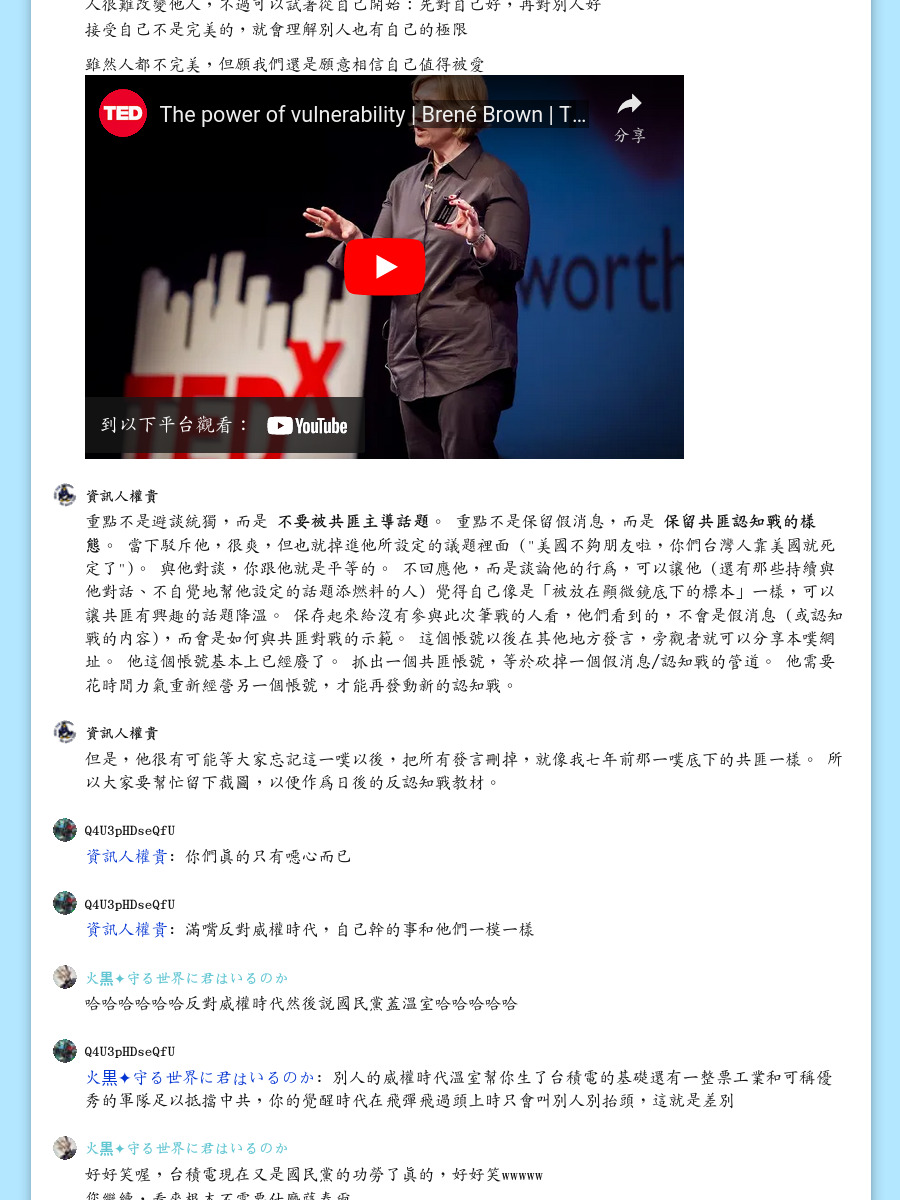 人很難改變他人，不過可以試著從自己開始：先對自己好，再對別人好
接受自己不是完美的，就會理解別人也有自己的極限
雖然人都不完美，但願我們還是願意相信自己值得被愛
TED
The power of vulnerability | Brené Brown | T...
分享
worth
TEDX
到以下平台觀看： YouTube
資訊人權貴
重點不是避談統獨，而是 不要被共匪主導話題。 重點不是保留假消息，而是 保留共匪認知戰的樣
態。 當下駁斥他，很爽，但也就掉進他所設定的議題裡面 ("美國不夠朋友啦，你們台灣人靠美國就死
定了")。 與他對談，你跟他就是平等的。 不回應他，而是談論他的行為，可以讓他 (還有那些持續與
他對話、不自覺地幫他設定的話題添燃料的人) 覺得自己像是「被放在顯微鏡底下的標本」一樣，可以
讓共匪有興趣的話題降溫。 保存起來給沒有參與此次筆戰的人看，他們看到的，不會是假消息 (或認知
戰的內容)，而會是如何與共匪對戰的示範。 這個帳號以後在其他地方發言，旁觀者就可以分享本噗網
址。 他這個帳號基本上已經廢了。 抓出一個共匪帳號，等於砍掉一個假消息/認知戰的管道。 他需要
花時間力氣重新經營另一個帳號，才能再發動新的認知戰。
資訊人權貴
但是，他很有可能等大家忘記這一噗以後，把所有發言刪掉，就像我七年前那一噗底下的共匪一樣。 所
以大家要幫忙留下截圖，以便作為日後的反認知戰教材。
Q4U3pHDseQfU
資訊人權貴: 你們真的只有噁心而已
Q4U3pHDseQfU
資訊人權貴: 滿嘴反對威權時代，自己幹的事和他們一模一樣
火黒✦守る世界に君はいるのか
哈哈哈哈哈哈反對威權時代然後說國民黨蓋溫室哈哈哈哈哈
Q4U3pHDseQfU
火黒✦守る世界に君はいるのか: 別人的威權時代溫室幫你生了台積電的基礎還有一整票工業和可稱優
秀的軍隊足以抵擋中共，你的覺醒時代在飛彈飛過頭上時只會叫別人別抬頭，這就是差別
火黒✦守る世界に君はいるのか
好好笑喔，台積電現在又是國民黨的功勞了真的，好好笑wwwww